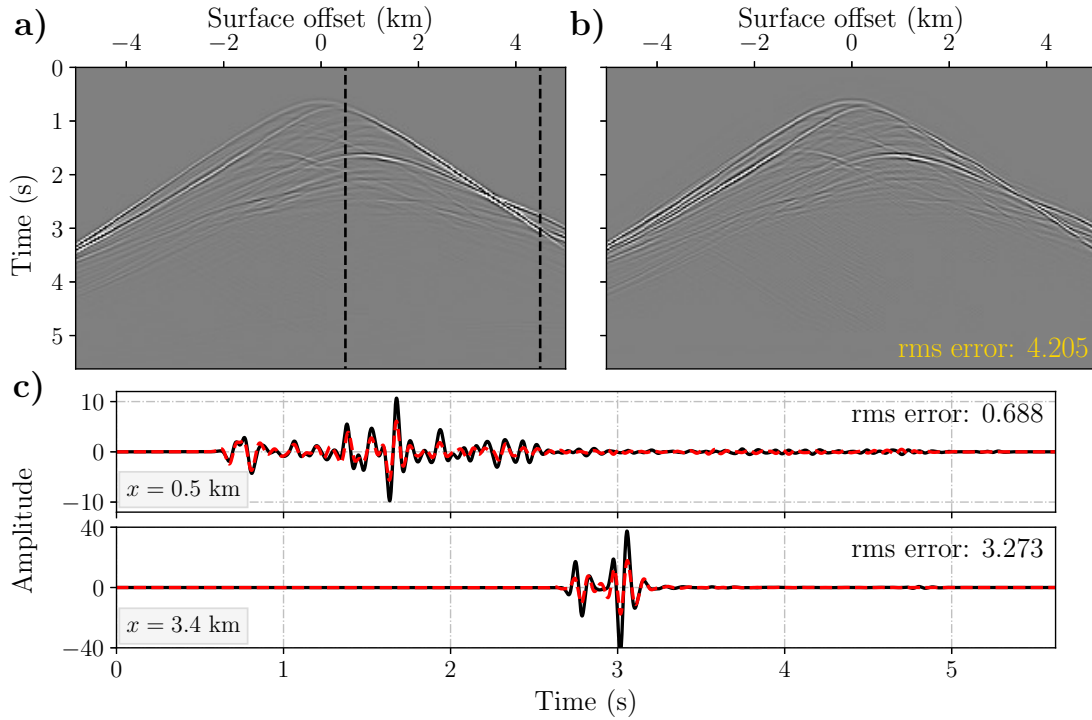 a)
Surface offset (km)
−4 −2 0 2 4
b)
Surface offset (km)
−4 −2 0 2 4
Time (s)
0
1
2
3
4
5
rms error: 4.205
c)
Amplitude
10
0
−10
rms error: 0.688
x = 0.5 km
40
0
−40
rms error: 3.273
x = 3.4 km
0 1 2 3 4 5
Time (s)